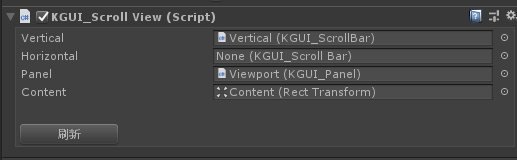 KGUI_Scroll View (Script)
Vertical Vertical (KGUI_ScrollBar)
Horizontal None (KGUI_Scroll Bar)
Panel Viewport (KGUI_Panel)
Content Content (Rect Transform)
刷新